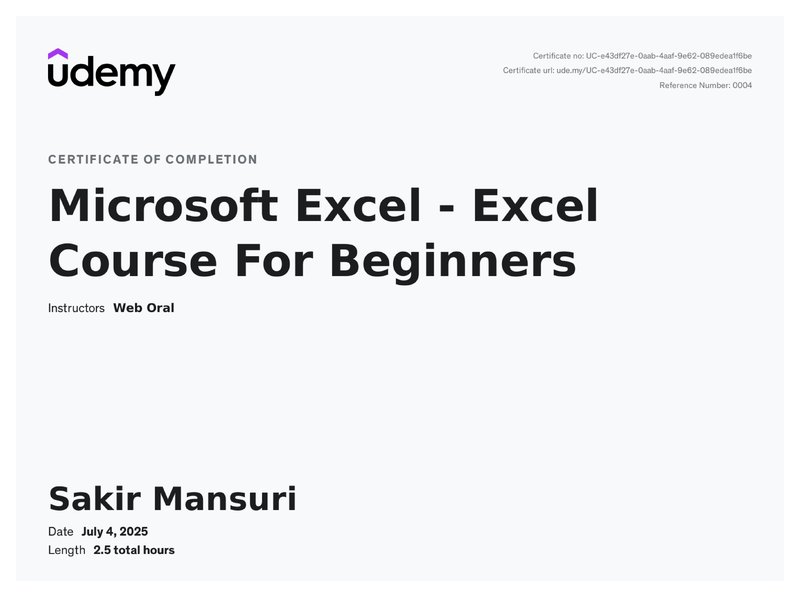 udemy
Certificate no: UC-e43df27e-0aab-4aaf-9e62-089edea1f6be
Certificate url: ude.my/UC-e43df27e-0aab-4aaf-9e62-089edea1f6be
Reference Number: 0004
CERTIFICATE OF COMPLETION
Microsoft Excel - Excel
Course For Beginners
Instructors Web Oral
Sakir Mansuri
Date July 4, 2025
Length 2.5 total hours